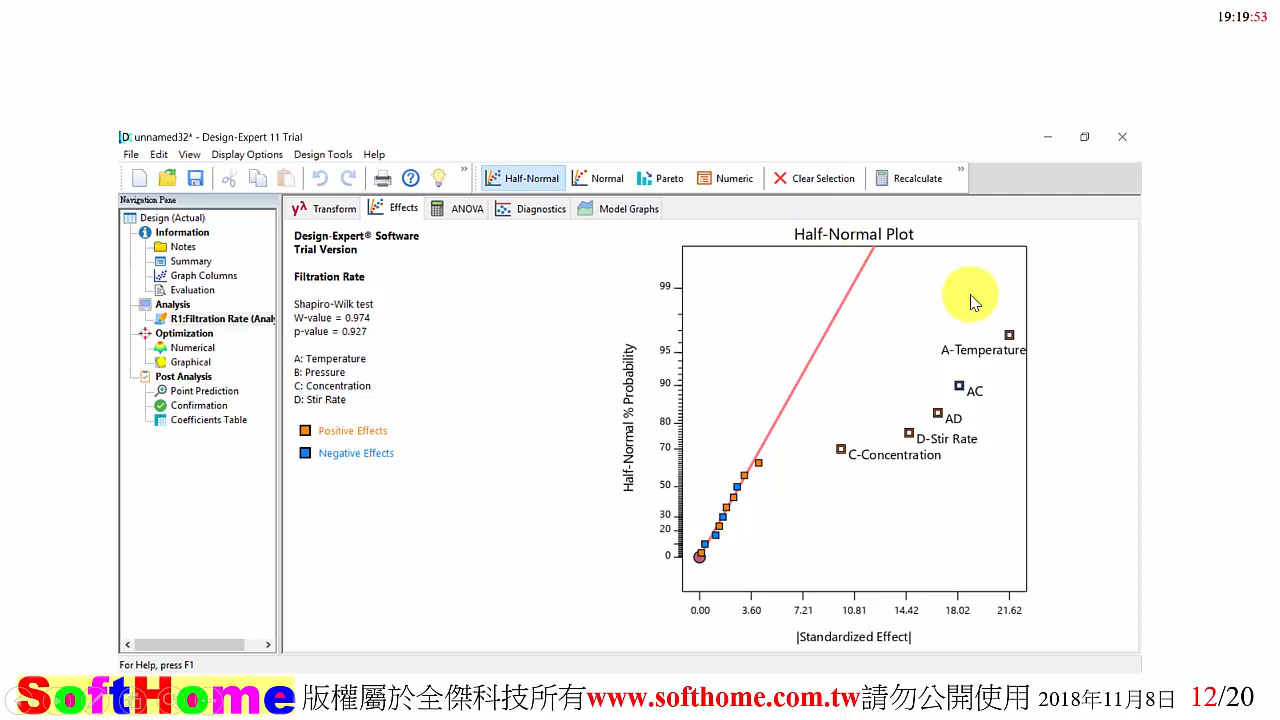 19:19:53
unnamed32* - Design-Expert 11 Trial
File Edit View Display Options Design Tools Help
» Half-Normal Normal Pareto Numeric Clear Selection Recalculate »
Navigation Pane
Design (Actual)
Information
Notes
Summary
Graph Columns
Evaluation
Analysis
R1:Filtration Rate (Anal
Optimization
Numerical
Graphical
Post Analysis
Point Prediction
Confirmation
Coefficients Table
Transform Effects ANOVA Diagnostics Model Graphs
Design-Expert® Software
Trial Version
Filtration Rate
Shapiro-Wilk test
W-value = 0.974
p-value = 0.927
A: Temperature
B: Pressure
C: Concentration
D: Stir Rate
Positive Effects
Negative Effects
Half-Normal Plot
Half-Normal % Probability
99
95
90
80
70
50
30
20
0
A-Temperature
AC
AD
D-Stir Rate
C-Concentration
0.00 3.60 7.21 10.81 14.42 18.02 21.62
|Standardized Effect|
For Help, press F1
SoftHome 版權屬於全傑科技所有www.softhome.com.tw請勿公開使用 2018年11月8日 12/20